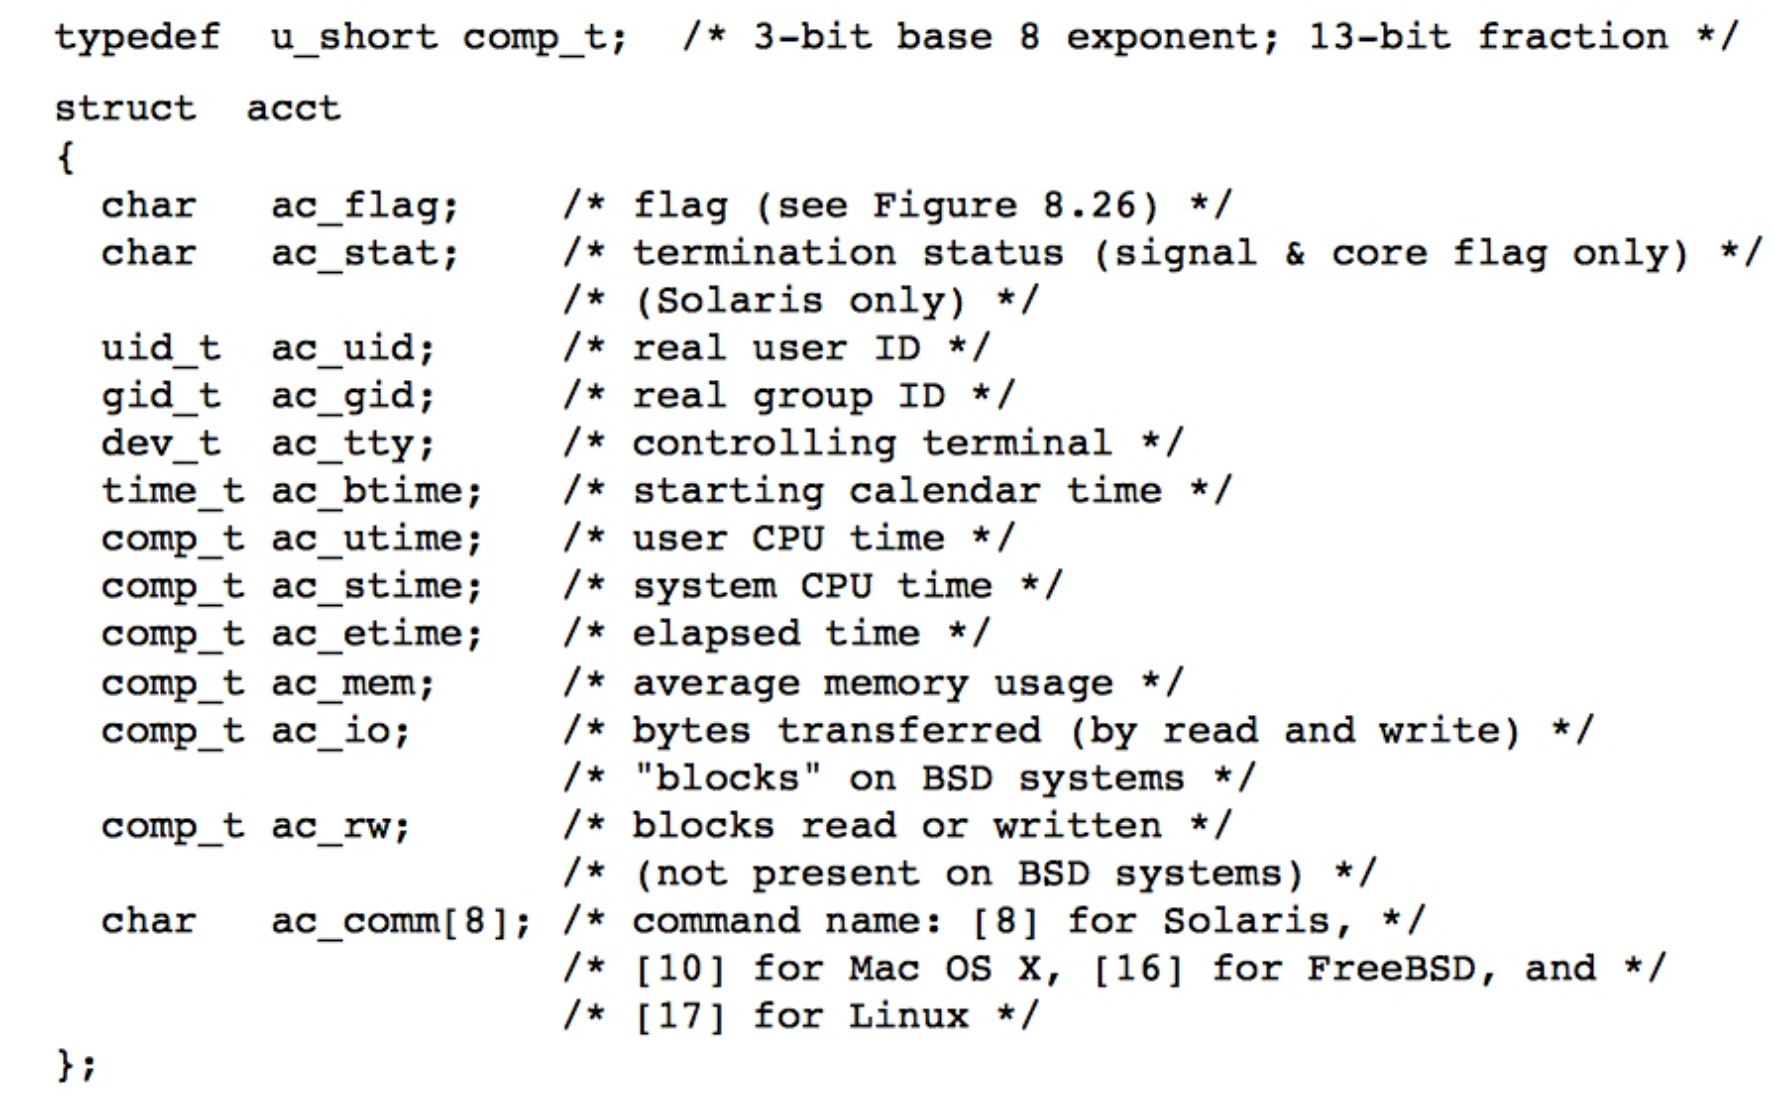 typedef  u_short comp_t;  /* 3-bit base 8 exponent; 13-bit fraction */
struct  acct
{
  char   ac_flag;    /* flag (see Figure 8.26) */
  char   ac_stat;    /* termination status (signal & core flag only) */
                     /* (Solaris only) */
  uid_t  ac_uid;     /* real user ID */
  gid_t  ac_gid;     /* real group ID */
  dev_t  ac_tty;     /* controlling terminal */
  time_t ac_btime;   /* starting calendar time */
  comp_t ac_utime;   /* user CPU time */
  comp_t ac_stime;   /* system CPU time */
  comp_t ac_etime;   /* elapsed time */
  comp_t ac_mem;     /* average memory usage */
  comp_t ac_io;      /* bytes transferred (by read and write) */
                     /* "blocks" on BSD systems */
  comp_t ac_rw;      /* blocks read or written */
                     /* (not present on BSD systems) */
  char   ac_comm[8]; /* command name: [8] for Solaris, */
                     /* [10] for Mac OS X, [16] for FreeBSD, and */
                     /* [17] for Linux */
};